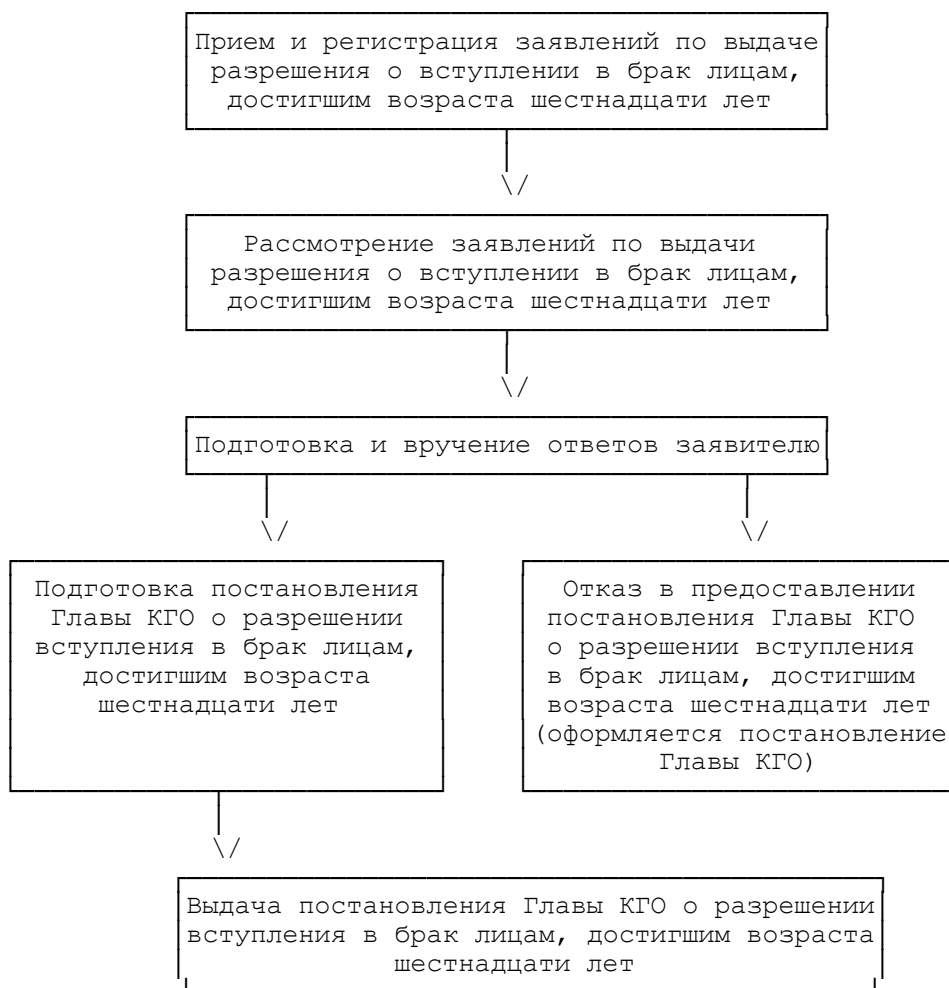 Прием и регистрация заявлений по выдаче
разрешения о вступлении в брак лицам,
достигшим возраста шестнадцати лет
Рассмотрение заявлений по выдачи
разрешения о вступлении в брак лицам,
достигшим возраста шестнадцати лет
Подготовка и вручение ответов заявителю
Подготовка постановления
Главы КГО о разрешении
вступления в брак лицам,
достигшим возраста
шестнадцати лет
Отказ в предоставлении
постановления Главы КГО
о разрешении вступления
в брак лицам, достигшим
возраста шестнадцати лет
(оформляется постановление
Главы КГО)
Выдача постановления Главы КГО о разрешении
вступления в брак лицам, достигшим возраста
шестнадцати лет